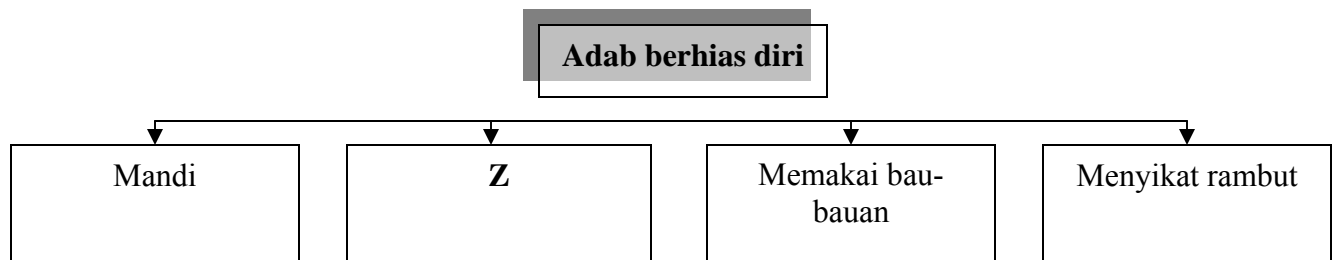 Adab berhias diri
Mandi
Z
Memakai bau-
bauan
Menyikat rambut